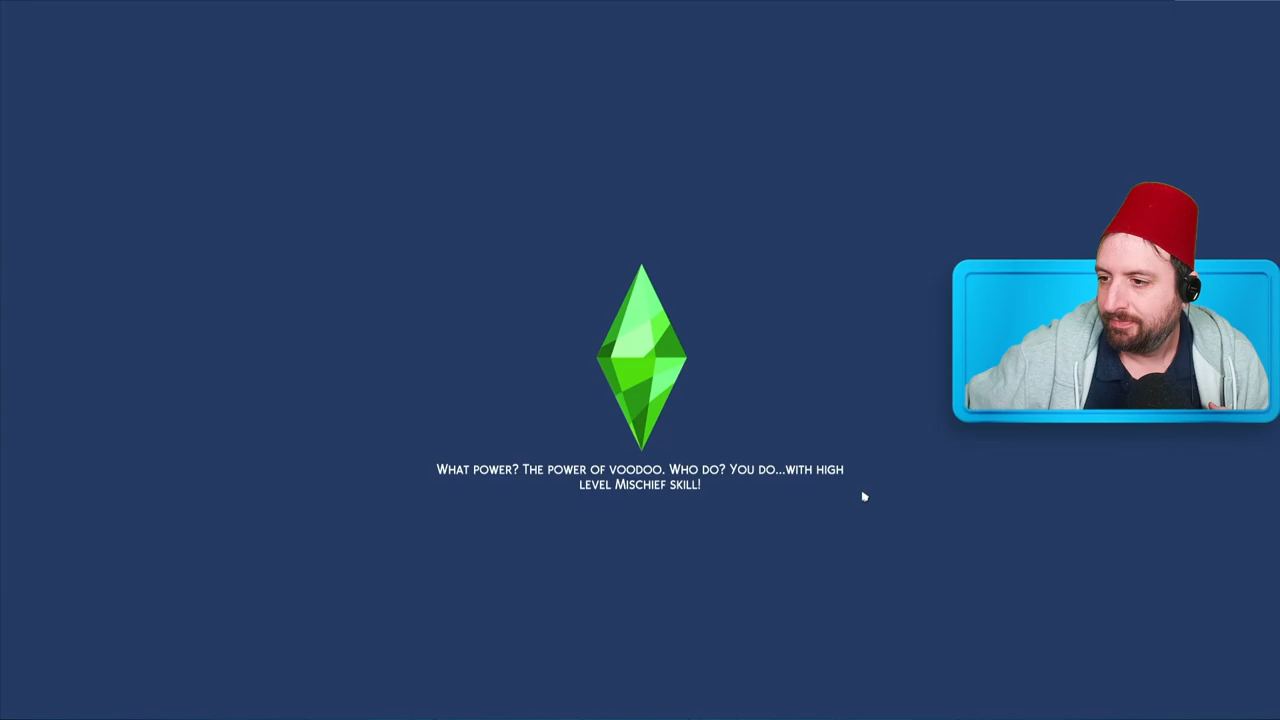 What power? The power of voodoo. Who do? You do...with high
level Mischief skill!